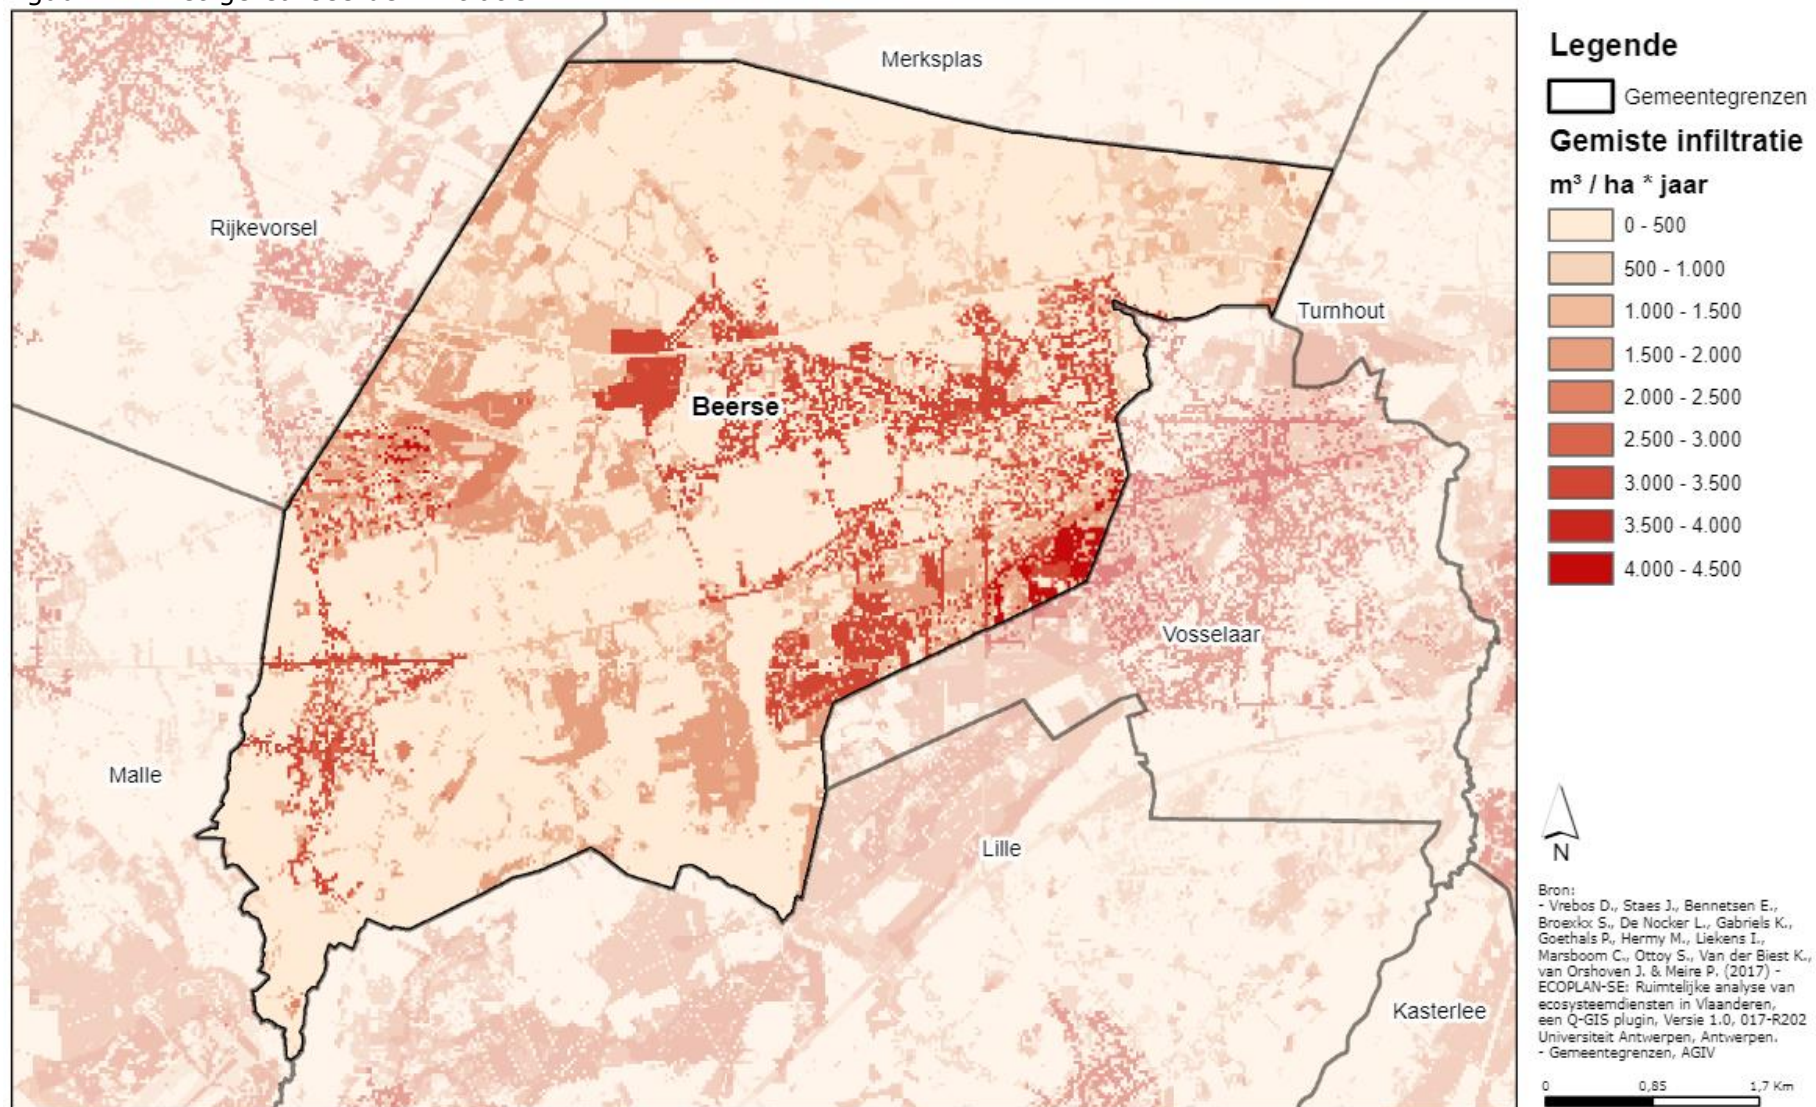 Merksplas
Rijkevorsel
Turnhout
Beerse
Vosselaar
Malle
Lille
Kasterlee
Legende
Gemeentegrenzen
Gemiste infiltratie
m³ / ha * jaar
0 - 500
500 - 1.000
1.000 - 1.500
1.500 - 2.000
2.000 - 2.500
2.500 - 3.000
3.000 - 3.500
3.500 - 4.000
4.000 - 4.500
N
Bron:
- Vrebos D., Staes J., Bennetsen E.,
Broexkx S., De Nocker L., Gabriels K.,
Goethals P., Hermy M., Liekens I.,
Marsboom C., Ottoy S., Van der Biest K.,
van Orshoven J. & Meire P. (2017) -
ECOPLAN-SE: Ruimtelijke analyse van
ecosysteemdiensten in Vlaanderen,
een Q-GIS plugin, Versie 1.0, 017-R202
Universiteit Antwerpen, Antwerpen.
- Gemeentegrenzen, AGIV
0 0,85 1,7 Km